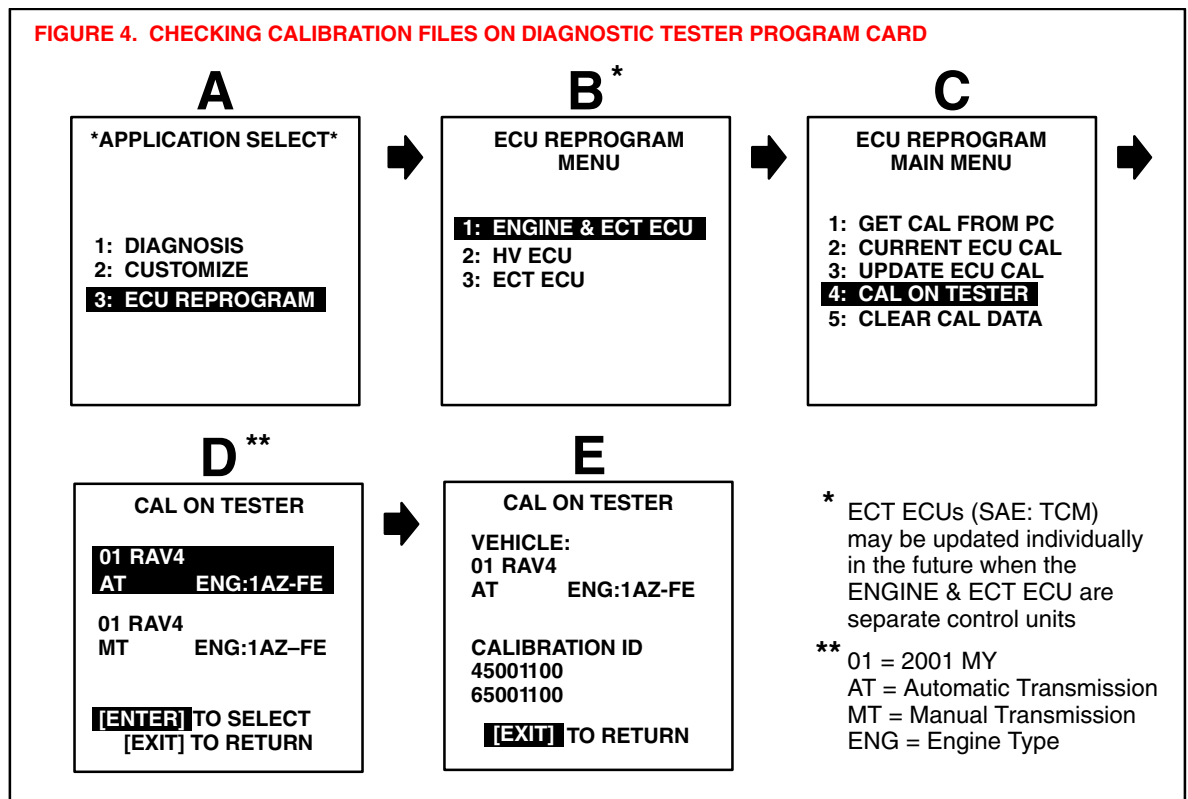 FIGURE 4. CHECKING CALIBRATION FILES ON DIAGNOSTIC TESTER PROGRAM CARD
A
*APPLICATION SELECT*
1: DIAGNOSIS
2: CUSTOMIZE
3: ECU REPROGRAM
B*
ECU REPROGRAM
MENU
1: ENGINE & ECT ECU
2: HV ECU
3: ECT ECU
C
ECU REPROGRAM
MAIN MENU
1: GET CAL FROM PC
2: CURRENT ECU CAL
3: UPDATE ECU CAL
4: CAL ON TESTER
5: CLEAR CAL DATA
D**
CAL ON TESTER
01 RAV4
AT ENG:1AZ-FE
01 RAV4
MT ENG:1AZ–FE
[ENTER] TO SELECT
[EXIT] TO RETURN
E
CAL ON TESTER
VEHICLE:
01 RAV4
AT ENG:1AZ-FE
CALIBRATION ID
45001100
65001100
[EXIT] TO RETURN
* ECT ECUs (SAE: TCM)
may be updated individually
in the future when the
ENGINE & ECT ECU are
separate control units
** 01 = 2001 MY
AT = Automatic Transmission
MT = Manual Transmission
ENG = Engine Type